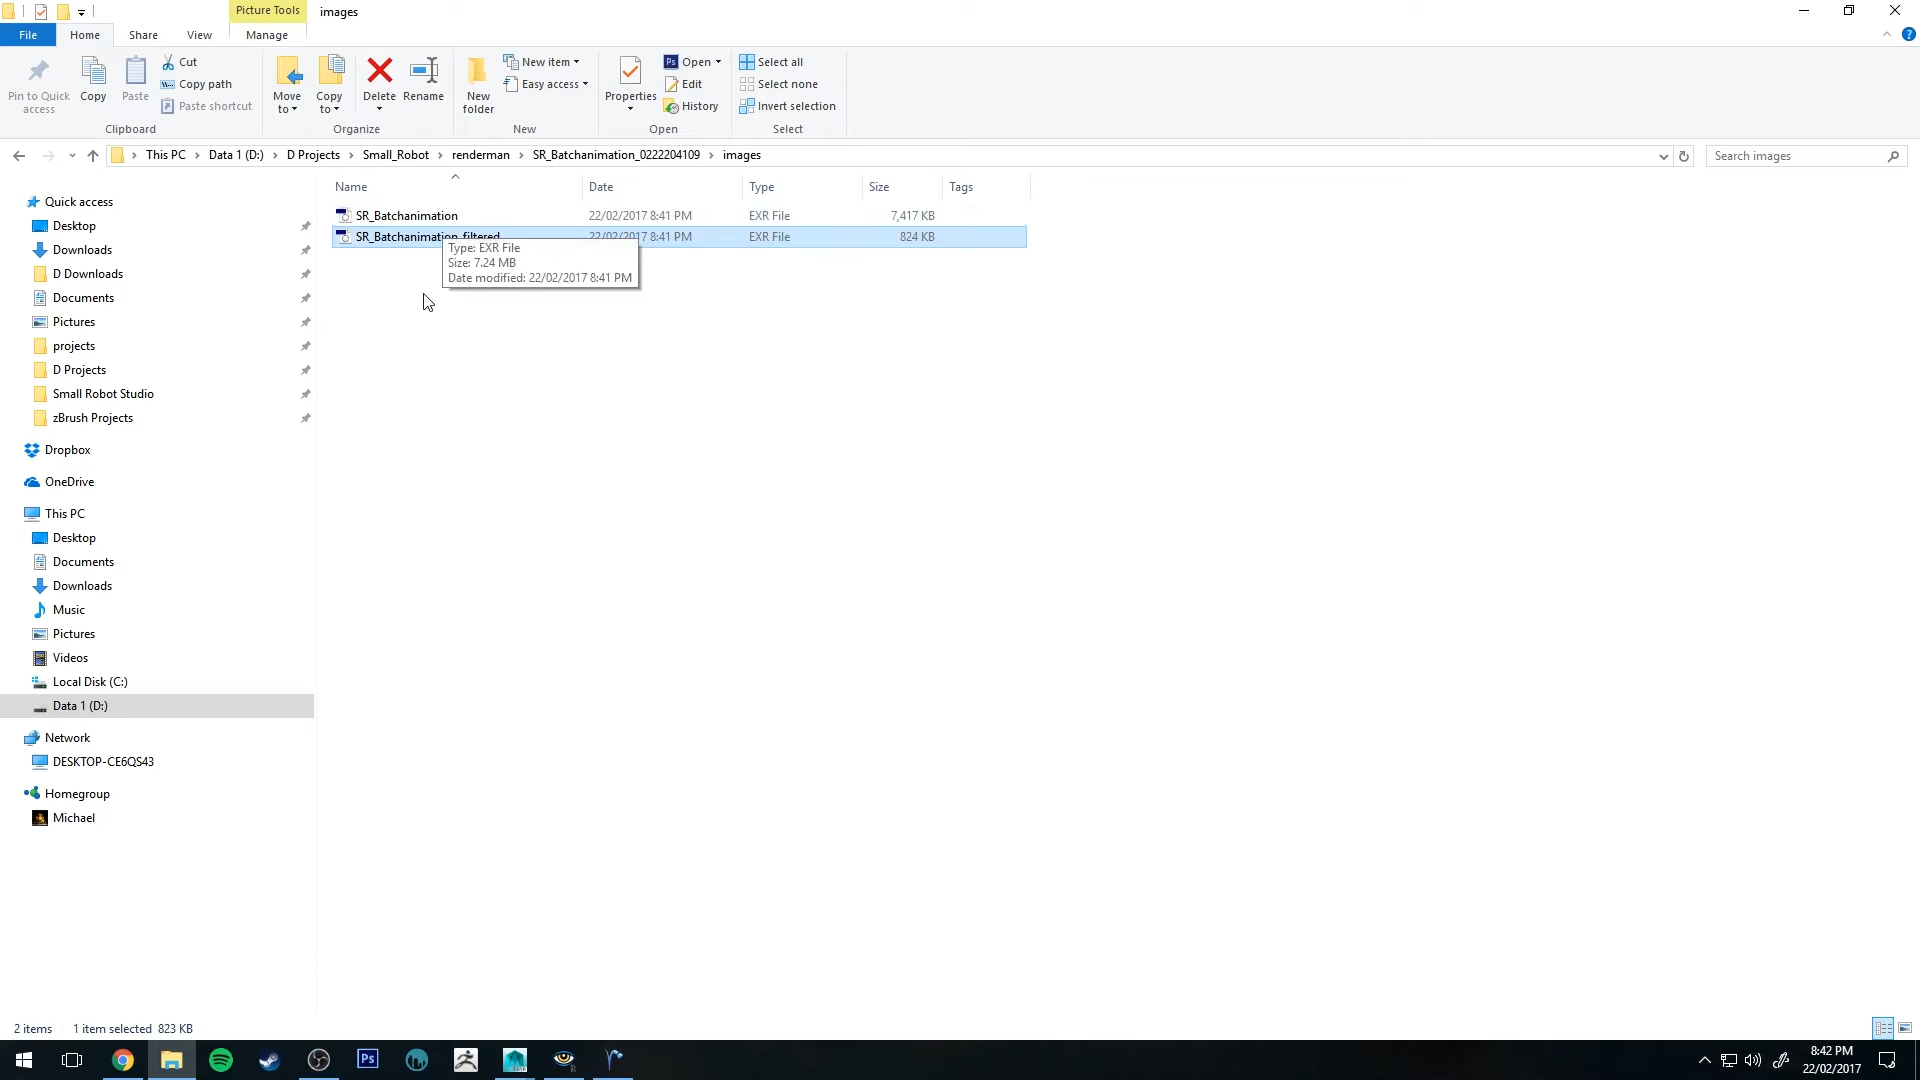 Picture Tools images
File Home Share View Manage
Pin to Quick access
Copy
Paste
Cut
Copy path
Paste shortcut
Clipboard
Move to
Copy to
Delete
Rename
Organize
New folder
New item
Easy access
New
Properties
Open
Edit
History
Open
Select all
Select none
Invert selection
Select
This PC Data 1 (D:) D Projects Small_Robot renderman SR_Batchanimation_0222204109 images
Search images
Name Date Type Size Tags
SR_Batchanimation 22/02/2017 8:41 PM EXR File 7,417 KB
SR_Batchanimation_filtered 22/02/2017 8:41 PM EXR File 824 KB
Type: EXR File
Size: 7.24 MB
Date modified: 22/02/2017 8:41 PM
Quick access
Desktop
Downloads
D Downloads
Documents
Pictures
projects
D Projects
Small Robot Studio
zBrush Projects
Dropbox
OneDrive
This PC
Desktop
Documents
Downloads
Music
Pictures
Videos
Local Disk (C:)
Data 1 (D:)
Network
DESKTOP-CE6QS43
Homegroup
Michael
2 items 1 item selected 823 KB
Ps
8:42 PM
22/02/2017